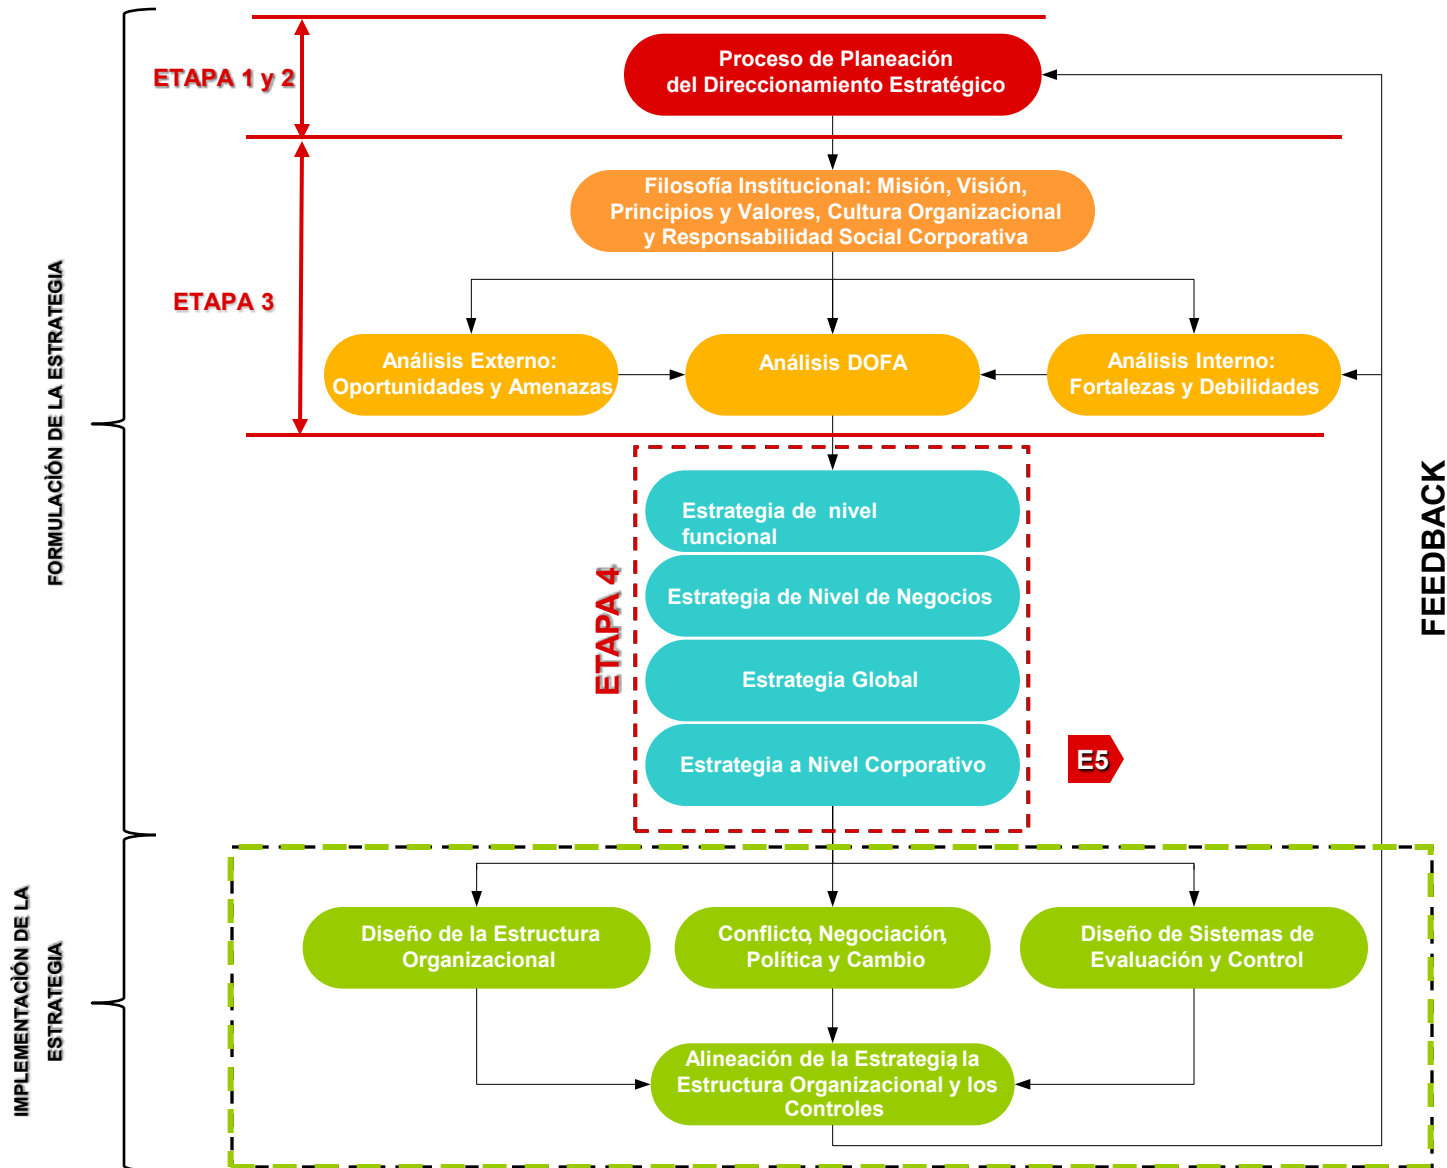 ETAPA 1 y 2
Proceso de Planeación
del Direccionamiento Estratégico
Filosofía Institucional: Misión, Visión,
Principios y Valores, Cultura Organizacional
y Responsabilidad Social Corporativa
FORMULACIÒN DE LA ESTRATEGIA
ETAPA 3
Análisis Externo:
Oportunidades y Amenazas
Análisis DOFA
Análisis Interno:
Fortalezas y Debilidades
FEEDBACK
ETAPA 4
Estrategia de nivel
funcional
Estrategia de Nivel de Negocios
Estrategia Global
Estrategia a Nivel Corporativo
E5
IMPLEMENTACIÒN DE LA
ESTRATEGIA
Diseño de la Estructura
Organizacional
Conflicto, Negociación,
Política y Cambio
Diseño de Sistemas de
Evaluación y Control
Alineación de la Estrategia, la
Estructura Organizacional y los
Controles